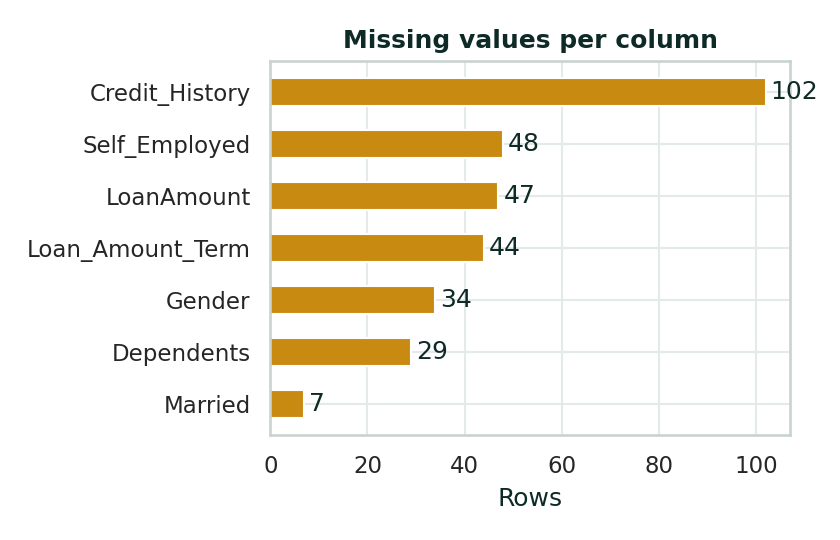 Missing values per column
Credit_History 102
Self_Employed 48
LoanAmount 47
Loan_Amount_Term 44
Gender 34
Dependents 29
Married 7
0 20 40 60 80 100
Rows